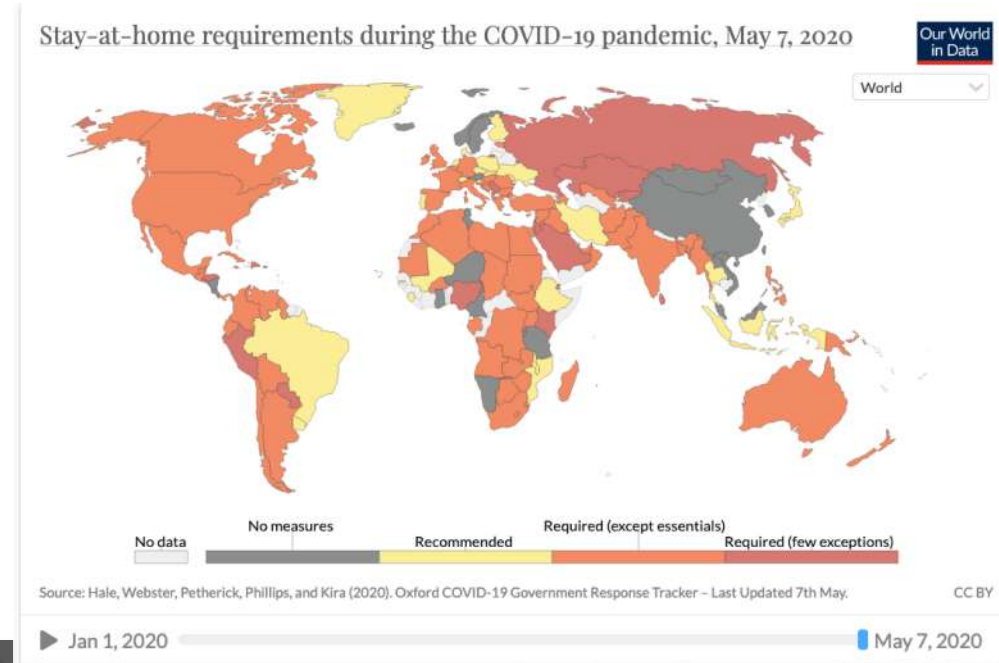 Stay-at-home requirements during the COVID-19 pandemic, May 7, 2020
Our World
in Data
World
No data
No measures
Recommended
Required (except essentials)
Required (few exceptions)
Source: Hale, Webster, Petherick, Phillips, and Kira (2020). Oxford COVID-19 Government Response Tracker – Last Updated 7th May.
CC BY
Jan 1, 2020
May 7, 2020